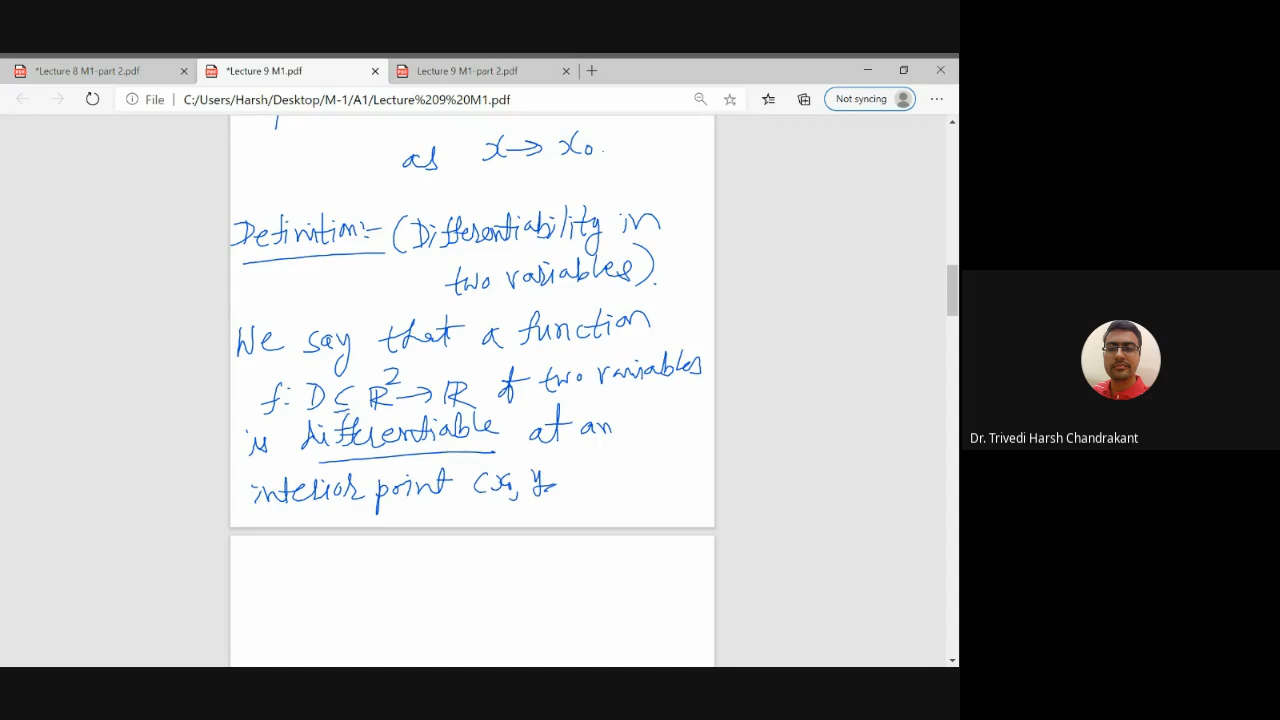 *Lecture 8 M1-part 2.pdf
*Lecture 9 M1.pdf
Lecture 9 M1-part 2.pdf
File
C:/Users/Harsh/Desktop/M-1/A1/Lecture%209%20M1.pdf
Not syncing
as x → x₀.
Definition:- (Differentiability in
two variables).
We say that a function
f: D ⊆ ℝ² → ℝ of two variables
is differentiable at an
interior point (x₀, y₀
Dr. Trivedi Harsh Chandrakant